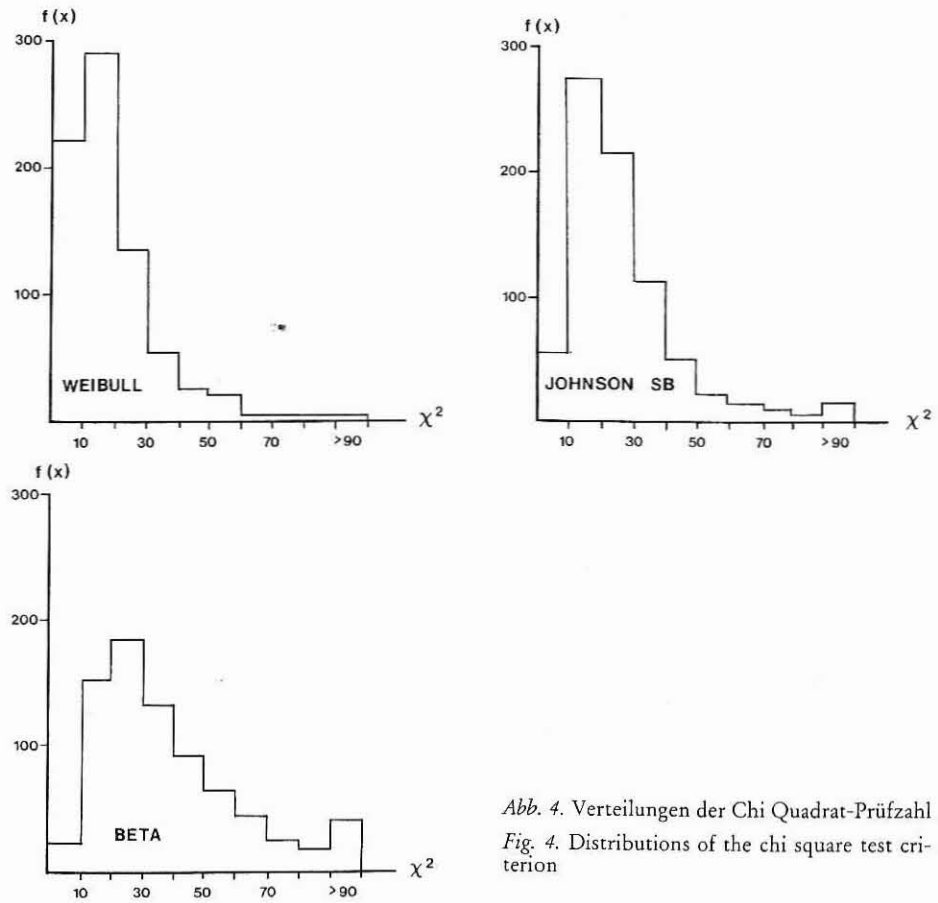 f (x)
300
200
100
WEIBULL
10 30 50 70 >90
χ²
f (x)
300
200
100
JOHNSON SB
10 30 50 70 >90
χ²
f (x)
300
200
100
BETA
10 30 50 70 >90
χ²
Abb. 4. Verteilungen der Chi Quadrat-Prüfzahl
Fig. 4. Distributions of the chi square test cri-
terion